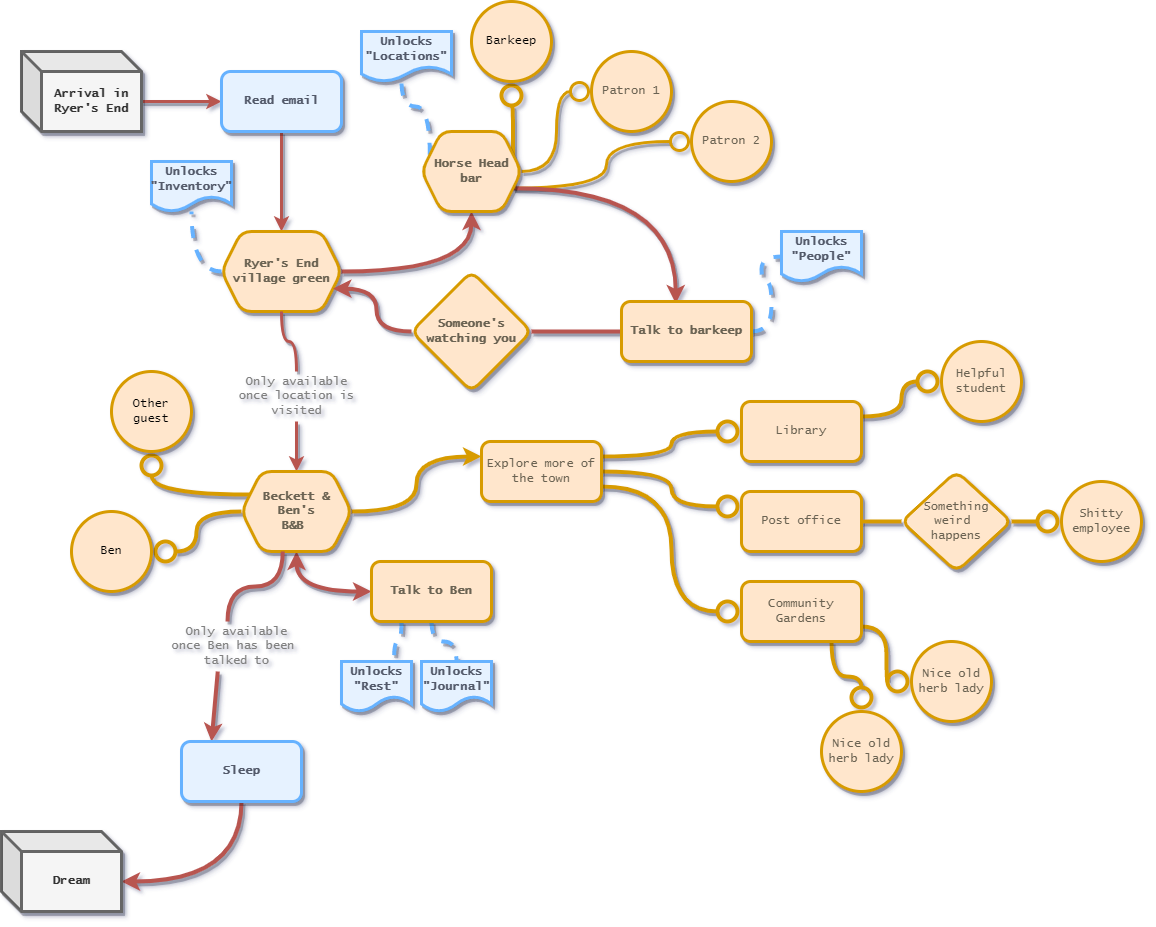 Unlocks
"Locations"
Barkeep
Arrival in
Ryer's End
Read email
Patron 1
Patron 2
Horse Head
bar
Unlocks
"Inventory"
Ryer's End
village green
Unlocks
"People"
Someone's
watching you
Talk to barkeep
Only available
once location is
visited
Helpful
student
Other
guest
Library
Explore more of
the town
Beckett &
Ben's
B&B
Something
weird
happens
Post office
Shitty
employee
Ben
Talk to Ben
Community
Gardens
Only available
once Ben has been
talked to
Unlocks
"Rest"
Unlocks
"Journal"
Nice old
herb lady
Nice old
herb lady
Sleep
Dream